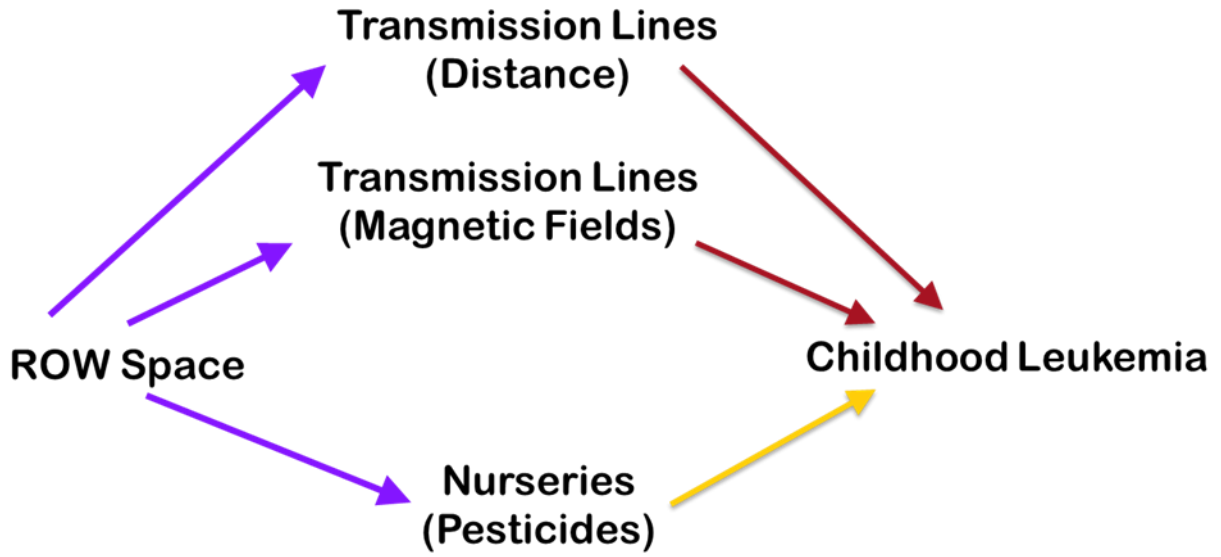 Transmission Lines
(Distance)
Transmission Lines
(Magnetic Fields)
ROW Space
Childhood Leukemia
Nurseries
(Pesticides)